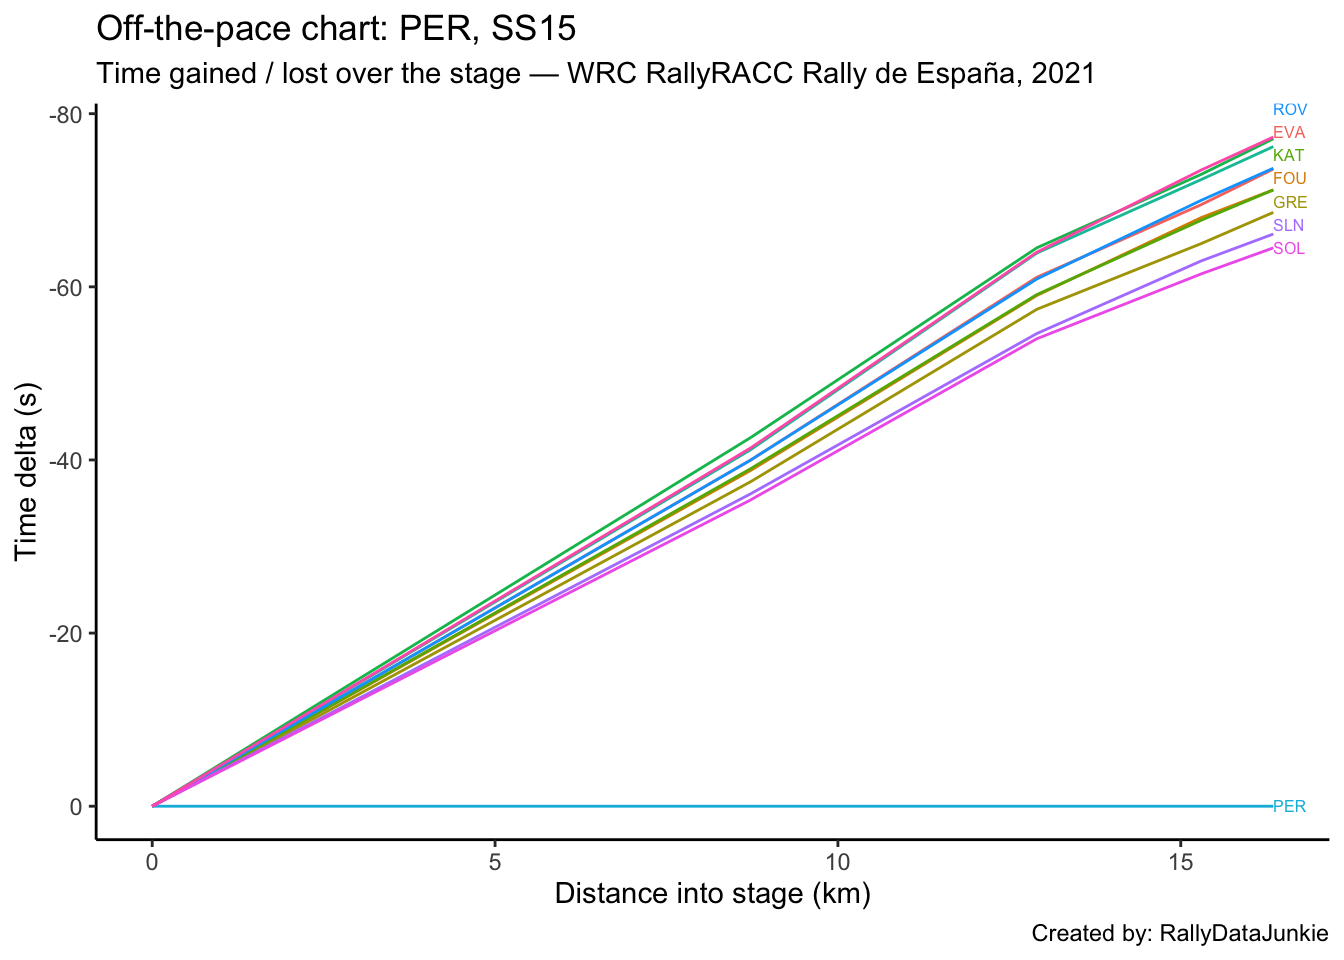 Off-the-pace chart: PER, SS15
Time gained / lost over the stage — WRC RallyRACC Rally de España, 2021
Time delta (s)
-80
-60
-40
-20
0
ROV
EVA
KAT
FOU
GRE
SLN
SOL
PER
0 5 10 15
Distance into stage (km)
Created by: RallyDataJunkie